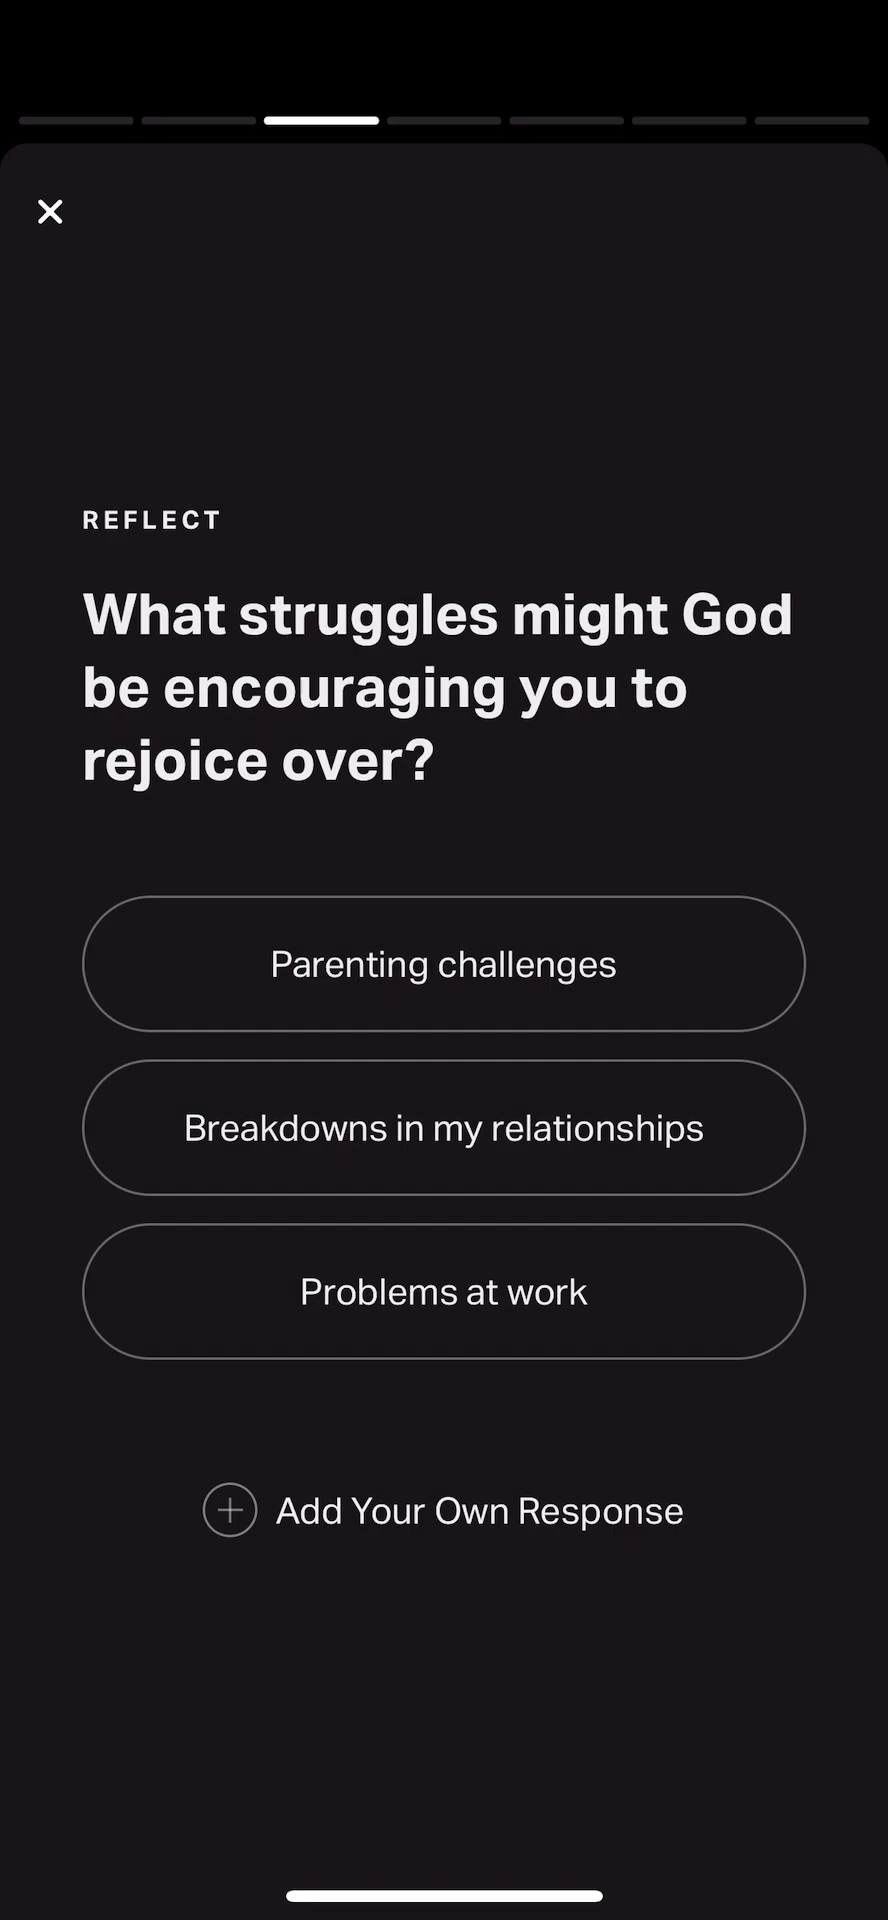 REFLECT
What struggles might God
be encouraging you to
rejoice over?
Parenting challenges
Breakdowns in my relationships
Problems at work
Add Your Own Response